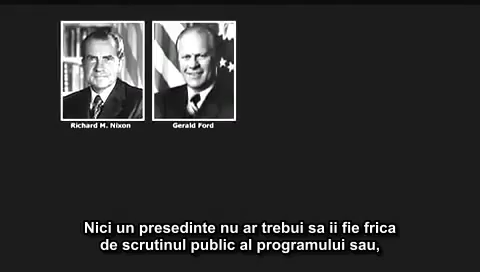 Richard M. Nixon
Gerald Ford
Nici un presedinte nu ar trebui sa ii fie frica
de scrutinul public al programului sau,